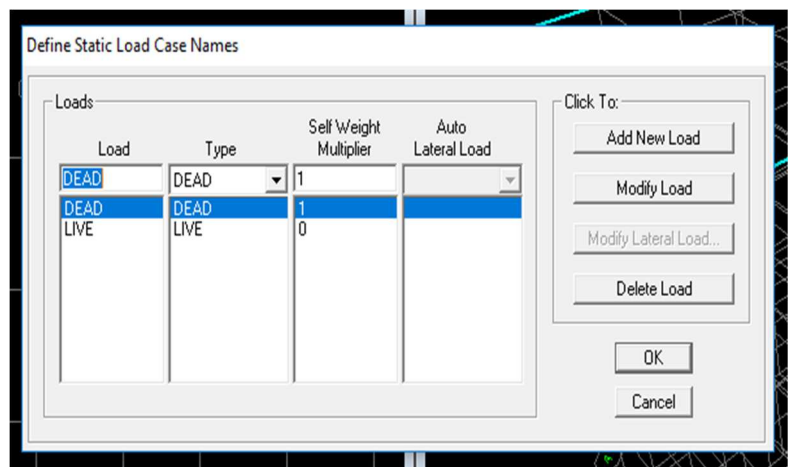 Define Static Load Case Names
Loads
Click To:
Load Type Self Weight Multiplier Auto Lateral Load
DEAD DEAD 1
DEAD DEAD 1
LIVE LIVE 0
Add New Load
Modify Load
Modify Lateral Load...
Delete Load
OK
Cancel